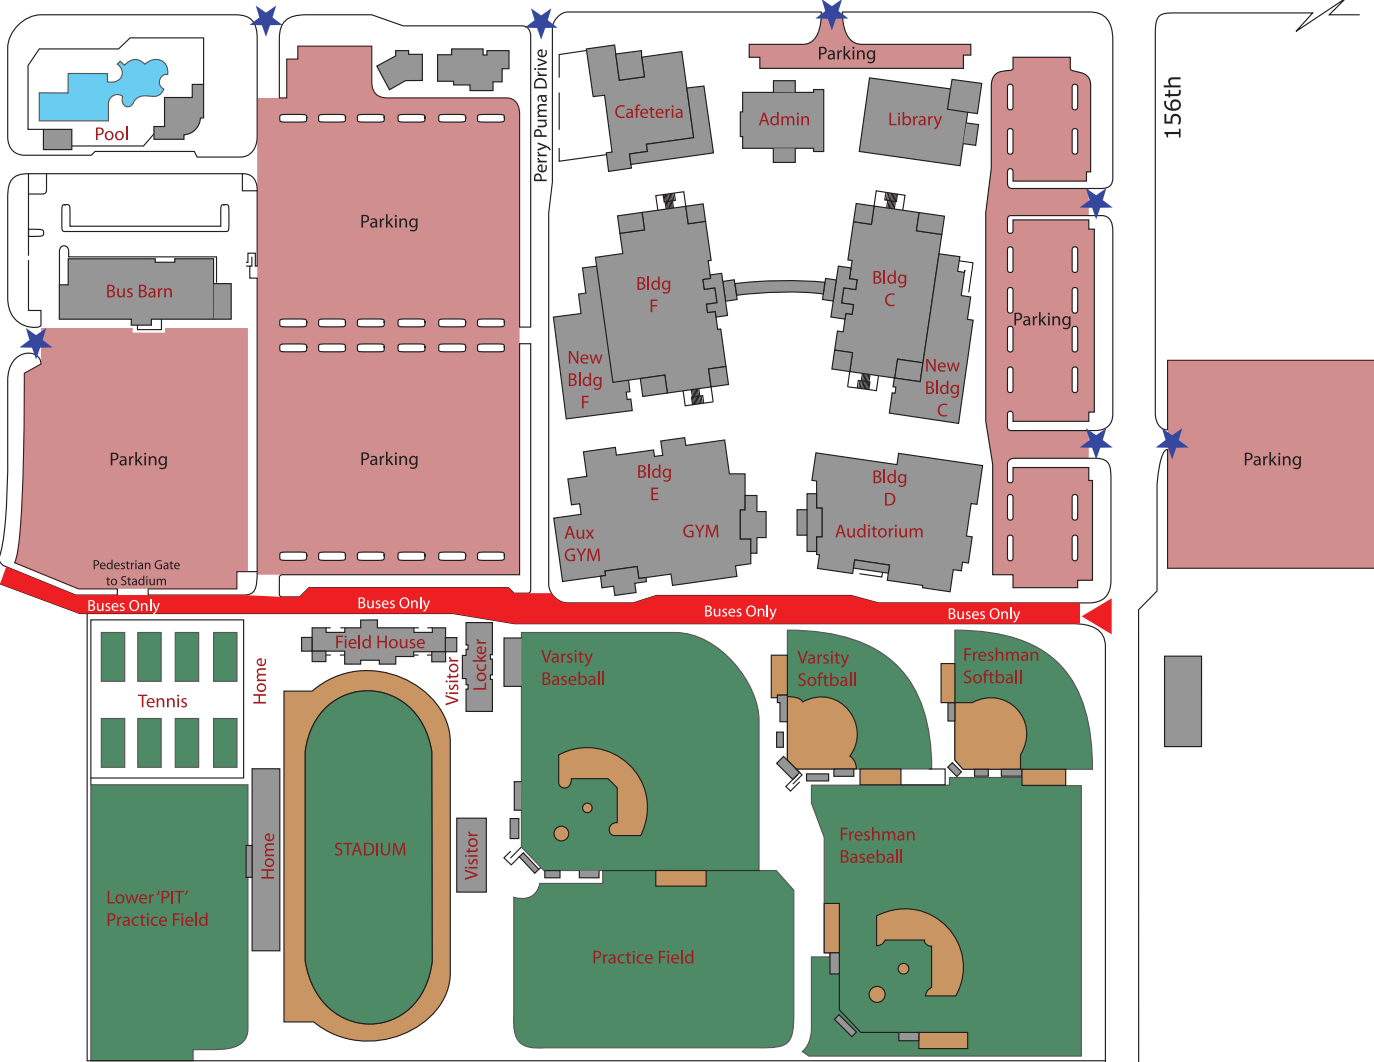 Parking
156th
Perry Puma Drive
Cafeteria
Admin
Library
Pool
Parking
Bus Barn
Bldg
F
Bldg
C
Parking
New
Bldg
F
New
Bldg
C
Parking
Parking
Parking
Bldg
E
Bldg
D
Aux
GYM
GYM
Auditorium
Pedestrian Gate
to Stadium
Buses Only
Buses Only
Buses Only
Buses Only
Field House
Locker
Visitor
Home
Varsity
Baseball
Varsity
Softball
Freshman
Softball
Tennis
STADIUM
Home
Visitor
Freshman
Baseball
Lower 'PIT'
Practice Field
Practice Field